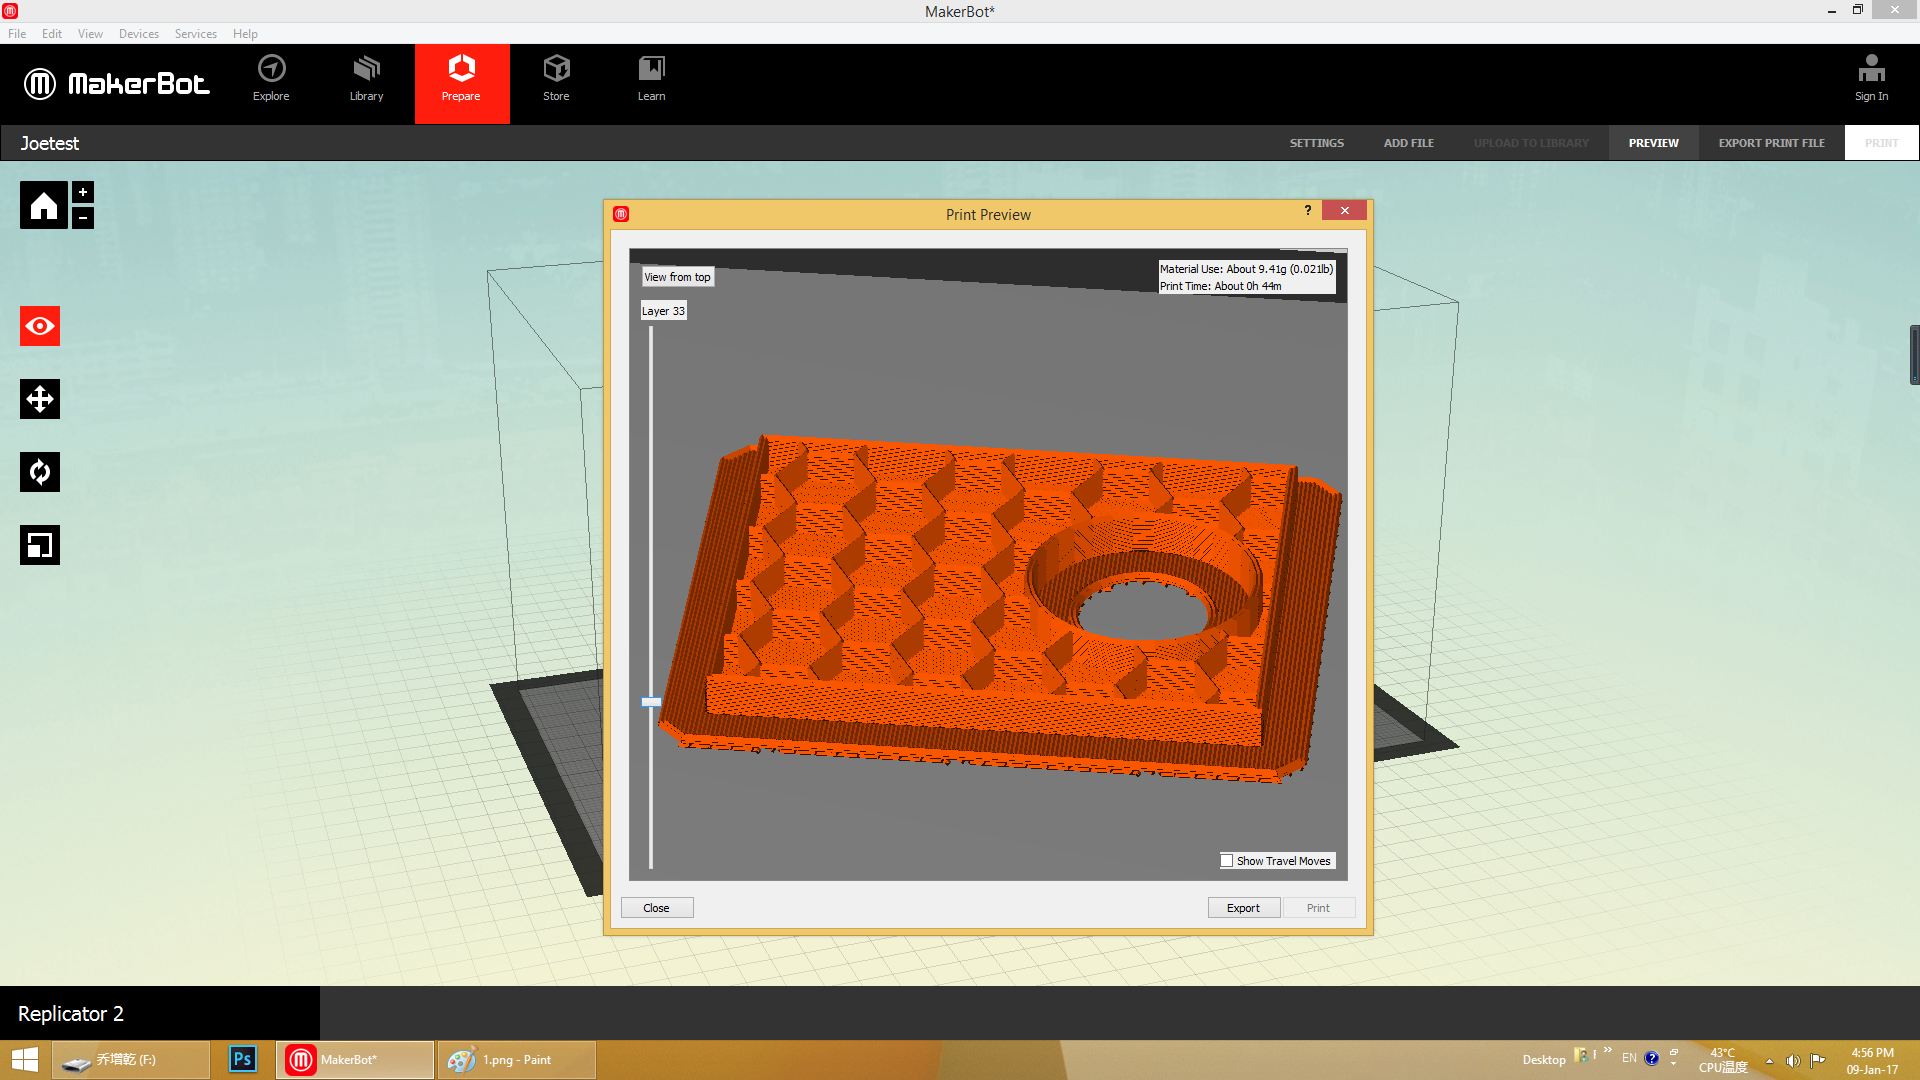 MakerBot*
File Edit View Devices Services Help
MakerBot
Explore
Library
Prepare
Store
Learn
Sign In
Joetest
SETTINGS ADD FILE UPLOAD TO LIBRARY PREVIEW EXPORT PRINT FILE PRINT
+
-
Print Preview
?
View from top
Material Use: About 9.41g (0.021lb)
Print Time: About 0h 44m
Layer 33
Show Travel Moves
Close
Export
Print
Replicator 2
乔增乾 (F:)
Ps
MakerBot*
1.png - Paint
Desktop
»
EN
43°C
CPU温度
4:56 PM
09-Jan-17